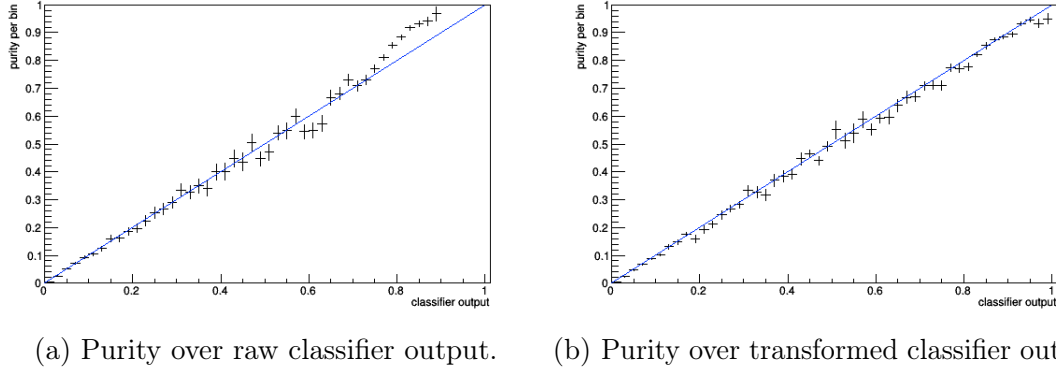 purity per bin
1
0.9
0.8
0.7
0.6
0.5
0.4
0.3
0.2
0.1
0
0 0.2 0.4 0.6 0.8 1
classifier output
purity per bin
1
0.9
0.8
0.7
0.6
0.5
0.4
0.3
0.2
0.1
0
0 0.2 0.4 0.6 0.8 1
classifier output
(a) Purity over raw classifier output.
(b) Purity over transformed classifier out